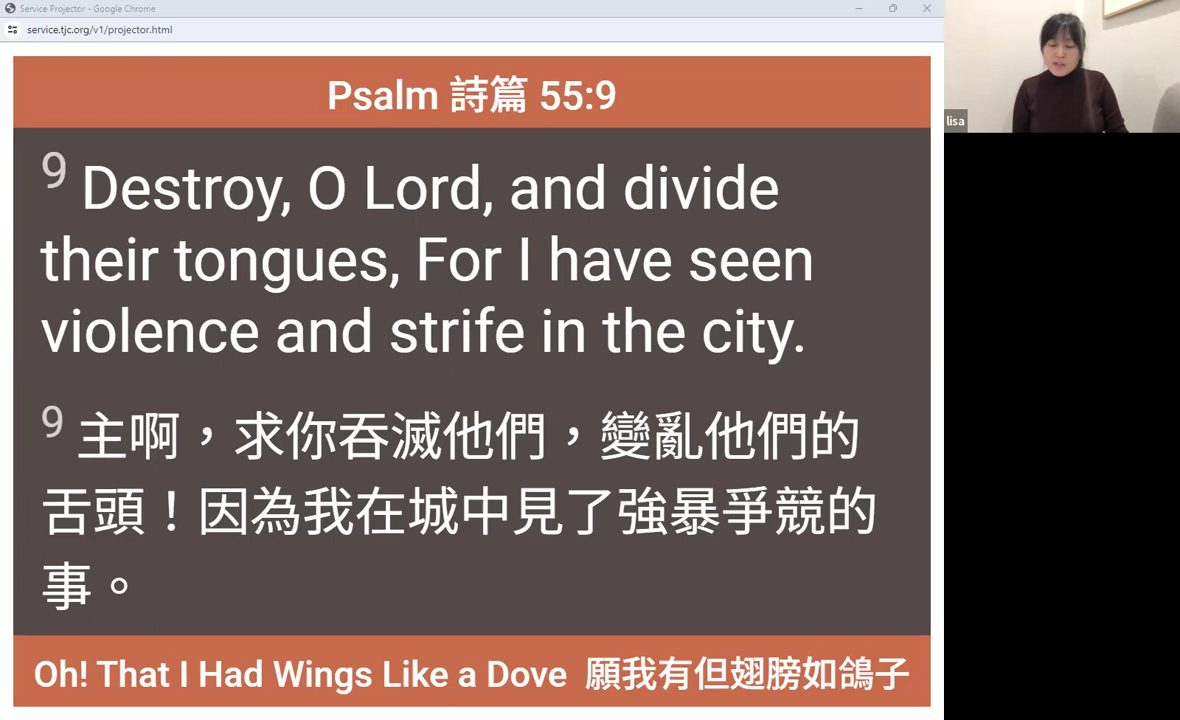 Service Projector - Google Chrome
service.tjc.org/v1/projector.html
Psalm 詩篇 55:9
9 Destroy, O Lord, and divide
their tongues, For I have seen
violence and strife in the city.
9 主啊，求你吞滅他們，變亂他們的
舌頭！因為我在城中見了強暴爭競的
事。
Oh! That I Had Wings Like a Dove 願我有但翅膀如鴿子
lisa